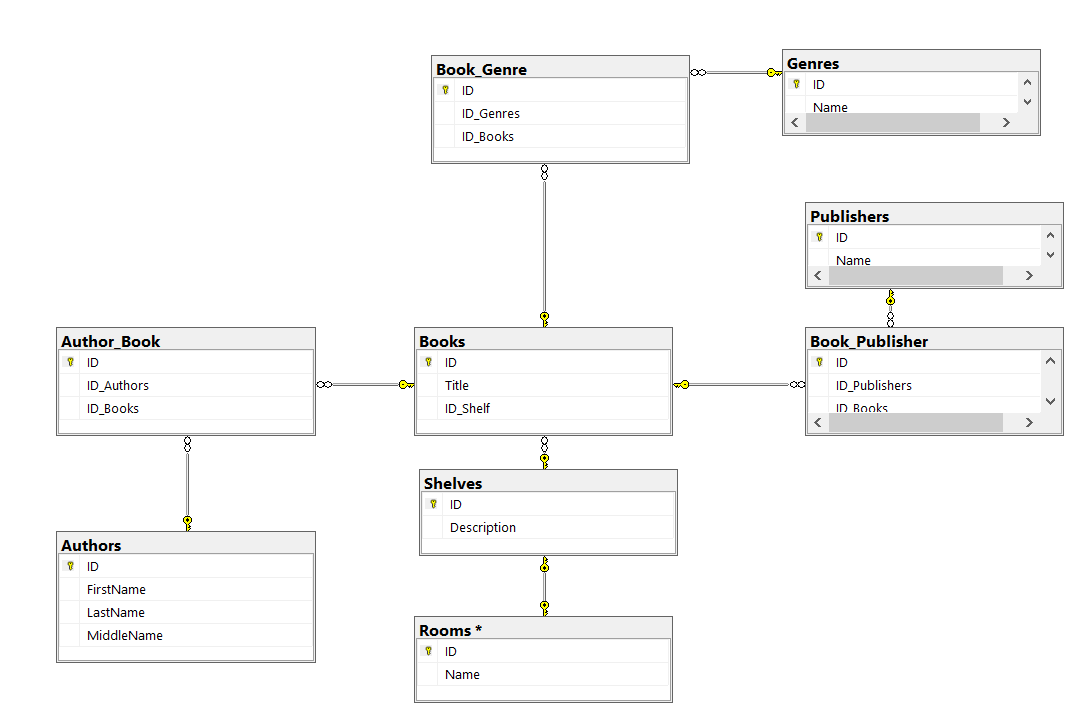 Book_Genre
ID
ID_Genres
ID_Books
Genres
ID
Name
Publishers
ID
Name
Author_Book
ID
ID_Authors
ID_Books
Books
ID
Title
ID_Shelf
Book_Publisher
ID
ID_Publishers
ID_Books
Shelves
ID
Description
Authors
ID
FirstName
LastName
MiddleName
Rooms *
ID
Name